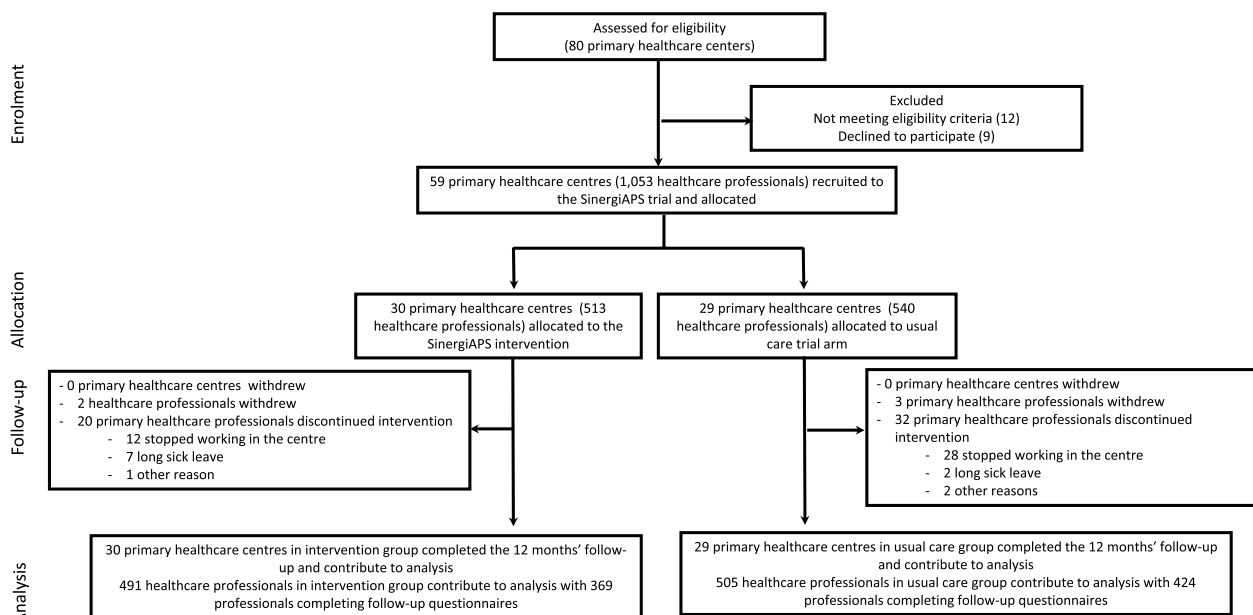 Enrolment
Assessed for eligibility
(80 primary healthcare centers)
Excluded
Not meeting eligibility criteria (12)
Declined to participate (9)
59 primary healthcare centres (1,053 healthcare professionals) recruited to
the SinergiAPS trial and allocated
Allocation
30 primary healthcare centres (513
healthcare professionals) allocated to the
SinergiAPS intervention
29 primary healthcare centres (540
healthcare professionals) allocated to usual
care trial arm
Follow-up
- 0 primary healthcare centres withdrew
- 2 healthcare professionals withdrew
- 20 primary healthcare professionals discontinued intervention
- 12 stopped working in the centre
- 7 long sick leave
- 1 other reason
- 0 primary healthcare centres withdrew
- 3 primary healthcare professionals withdrew
- 32 primary healthcare professionals discontinued
intervention
- 28 stopped working in the centre
- 2 long sick leave
- 2 other reasons
Analysis
30 primary healthcare centres in intervention group completed the 12 months' follow-
up and contribute to analysis
491 healthcare professionals in intervention group contribute to analysis with 369
professionals completing follow-up questionnaires
29 primary healthcare centres in usual care group completed the 12 months' follow-up
and contribute to analysis
505 healthcare professionals in usual care group contribute to analysis with 424
professionals completing follow-up questionnaires